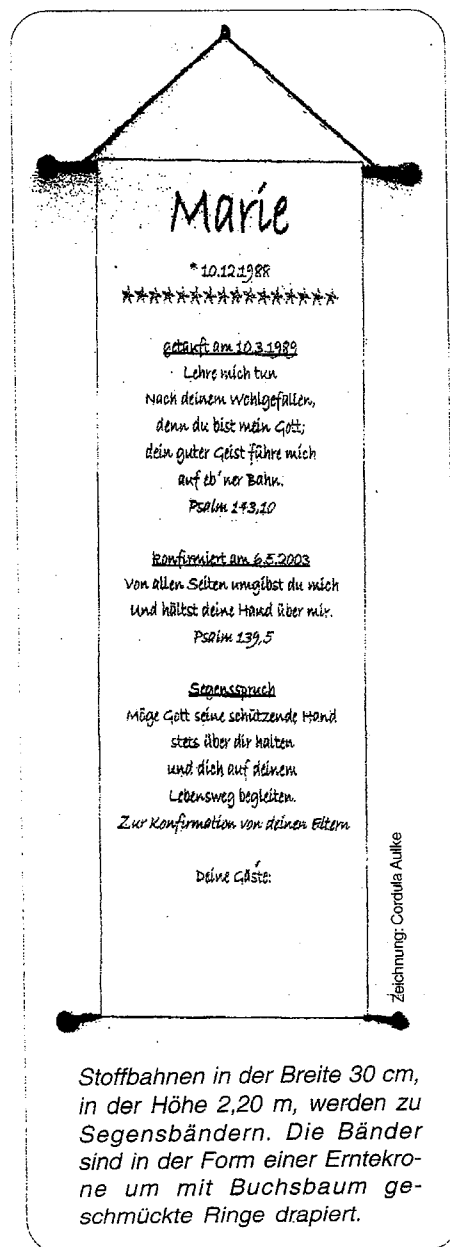 Marie
* 10.12.1988
****************
getauft am 10.3.1989
Lehre mich tun
Nach deinem Wohlgefallen,
denn du bist mein Gott;
dein guter Geist führe mich
auf eb'ner Bahn.
Psalm 143,10
konfirmiert am 6.5.2003
Von allen Seiten umgibst du mich
Und hältst deine Hand über mir.
Psalm 139,5
Segensspruch
Möge Gott seine schützende Hand
stets über dir halten
und dich auf deinem
Lebensweg begleiten.
Zur Konfirmation von deinen Eltern
Deine Gäste:
Zeichnung: Cordula Aulke
Stoffbahnen in der Breite 30 cm,
in der Höhe 2,20 m, werden zu
Segensbändern. Die Bänder
sind in der Form einer Erntekro-
ne um mit Buchsbaum ge-
schmückte Ringe drapiert.